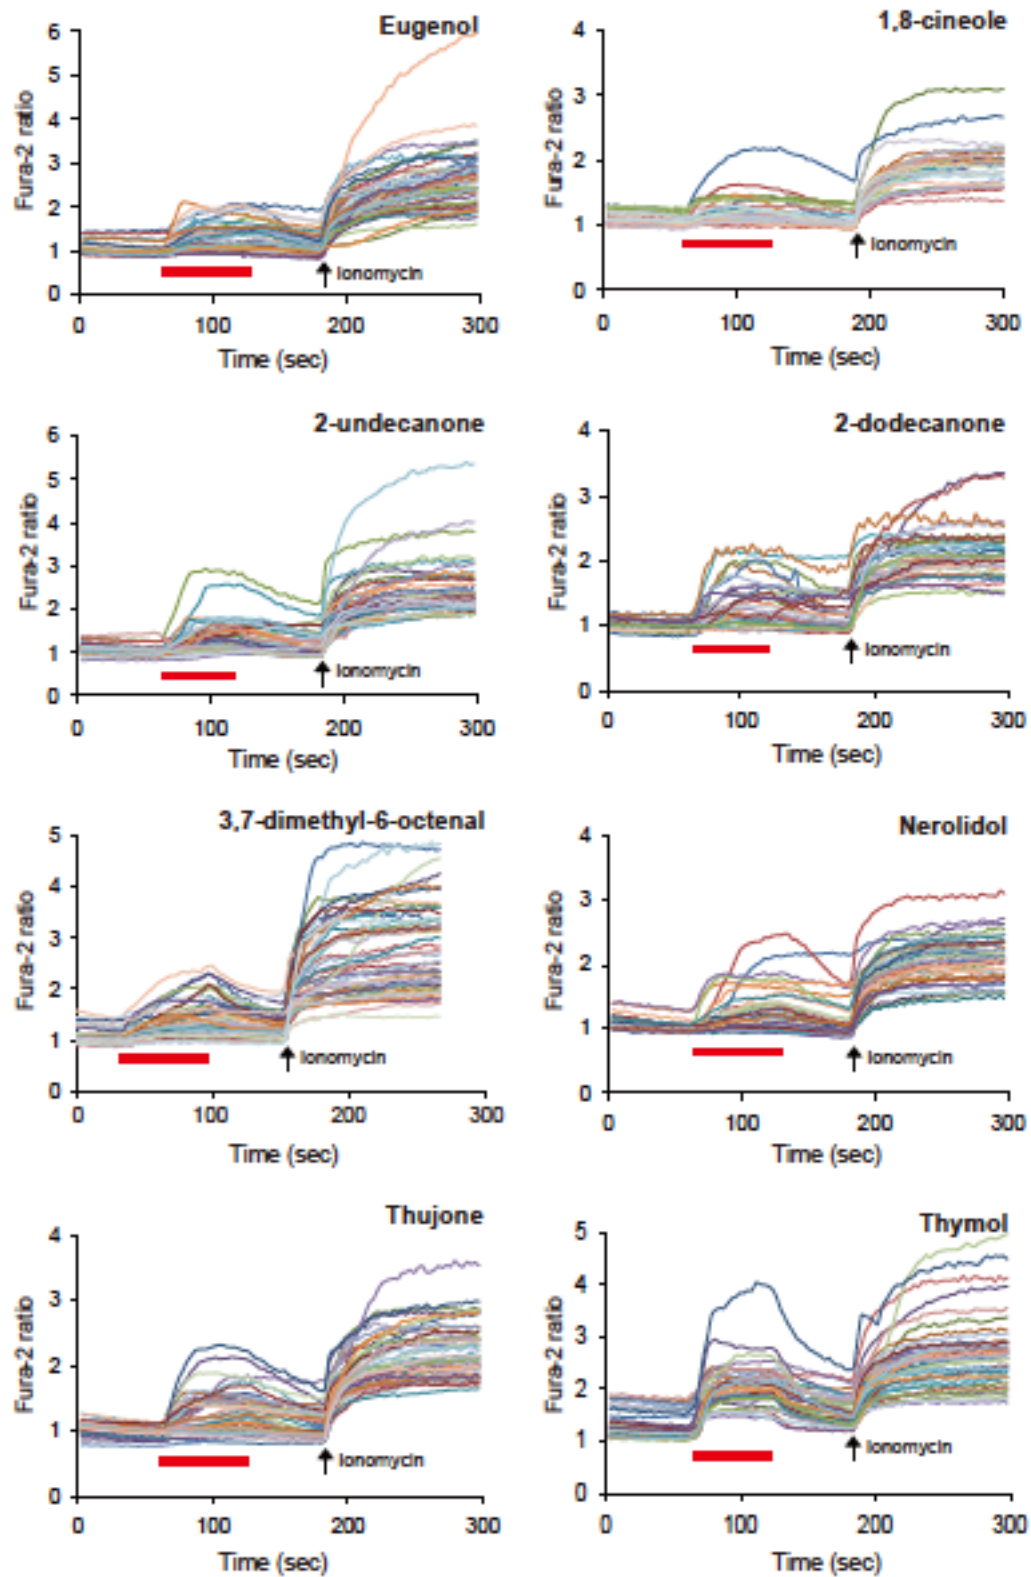 Eugenol
6
5
4
3
2
1
0
Fura-2 ratio
Ionomycin
0 100 200 300
Time (sec)
1,8-cineole
4
3
2
1
0
Fura-2 ratio
Ionomycin
0 100 200 300
Time (sec)
2-undecanone
6
5
4
3
2
1
0
Fura-2 ratio
Ionomycin
0 100 200 300
Time (sec)
2-dodecanone
4
3
2
1
0
Fura-2 ratio
Ionomycin
0 100 200 300
Time (sec)
3,7-dimethyl-6-octenal
5
4
3
2
1
0
Fura-2 ratio
Ionomycin
0 100 200 300
Time (sec)
Nerolidol
4
3
2
1
0
Fura-2 ratio
Ionomycin
0 100 200 300
Time (sec)
Thujone
4
3
2
1
0
Fura-2 ratio
Ionomycin
0 100 200 300
Time (sec)
Thymol
5
4
3
2
1
0
Fura-2 ratio
Ionomycin
0 100 200 300
Time (sec)